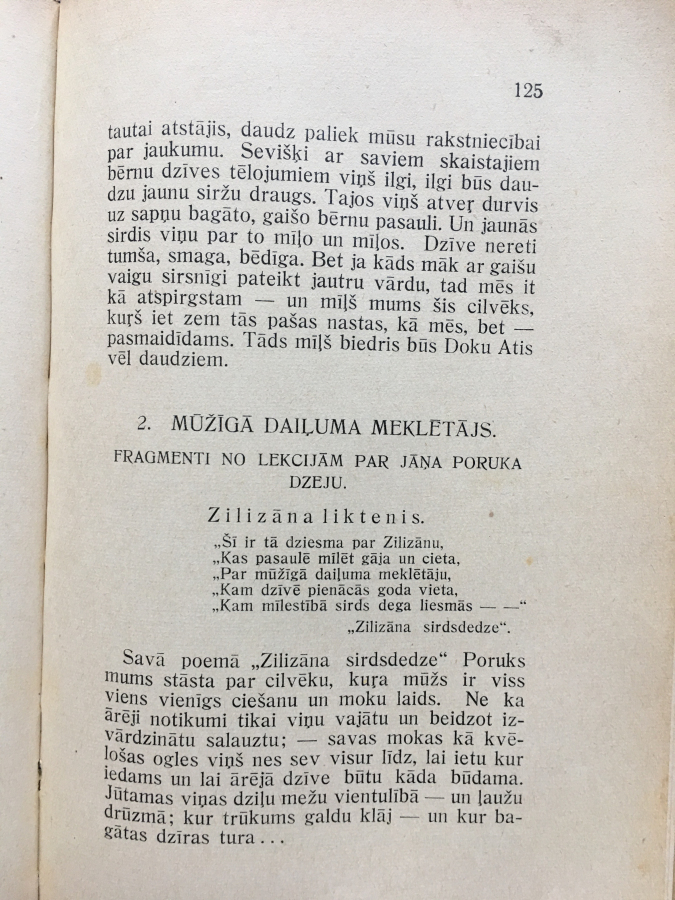 125
tautai atstājis, daudz paliek mūsu rakstniecībai
par jaukumu. Sevišķi ar saviem skaistajiem
bērnu dzīves tēlojumiem viņš ilgi, ilgi būs dau-
dzu jaunu siržu draugs. Tajos viņš atveŗ durvis
uz sapņu bagāto, gaišo bērnu pasauli. Un jaunās
sirdis viņu par to mīļo un mīļos. Dzīve nereti
tumša, smaga, bēdīga. Bet ja kāds māk ar gaišu
vaigu sirsnīgi pateikt jautru vārdu, tad mēs it
kā atspirgstam — un mīļš mums šis cilvēks,
kuŗš iet zem tās pašas nastas, kā mēs, bet —
pasmaidīdams. Tāds mīļš biedris būs Doku Atis
vēl daudziem.
2. MŪŽĪGĀ DAIĻUMA MEKLĒTĀJS.
FRAGMENTI NO LEKCIJĀM PAR JĀŅA PORUKA
DZEJU.
Zilizāna liktenis.
„Šī ir tā dziesma par Zilizānu,
„Kas pasaulē mīlēt gāja un cieta,
„Par mūžīgā daiļuma meklētāju,
„Kam dzīvē pienācās goda vieta,
„Kam mīlestībā sirds dega liesmās — —“
„Zilizāna sirdsdedze“.
Savā poemā „Zilizāna sirdsdedze“ Poruks
mums stāsta par cilvēku, kuŗa mūžs ir viss
viens vienīgs ciešanu un moku laids. Ne ka
ārēji notikumi tikai viņu vajātu un beidzot iz-
vārdzinātu salauztu; — savas mokas kā kvē-
lošas ogles viņš nes sev visur līdz, lai ietu kur
iedams un lai ārējā dzīve būtu kāda būdama.
Jūtamas viņas dziļu mežu vientulībā — un ļaužu
drūzmā; kur trūkums galdu klāj — un kur ba-
gātas dzīras tura ...